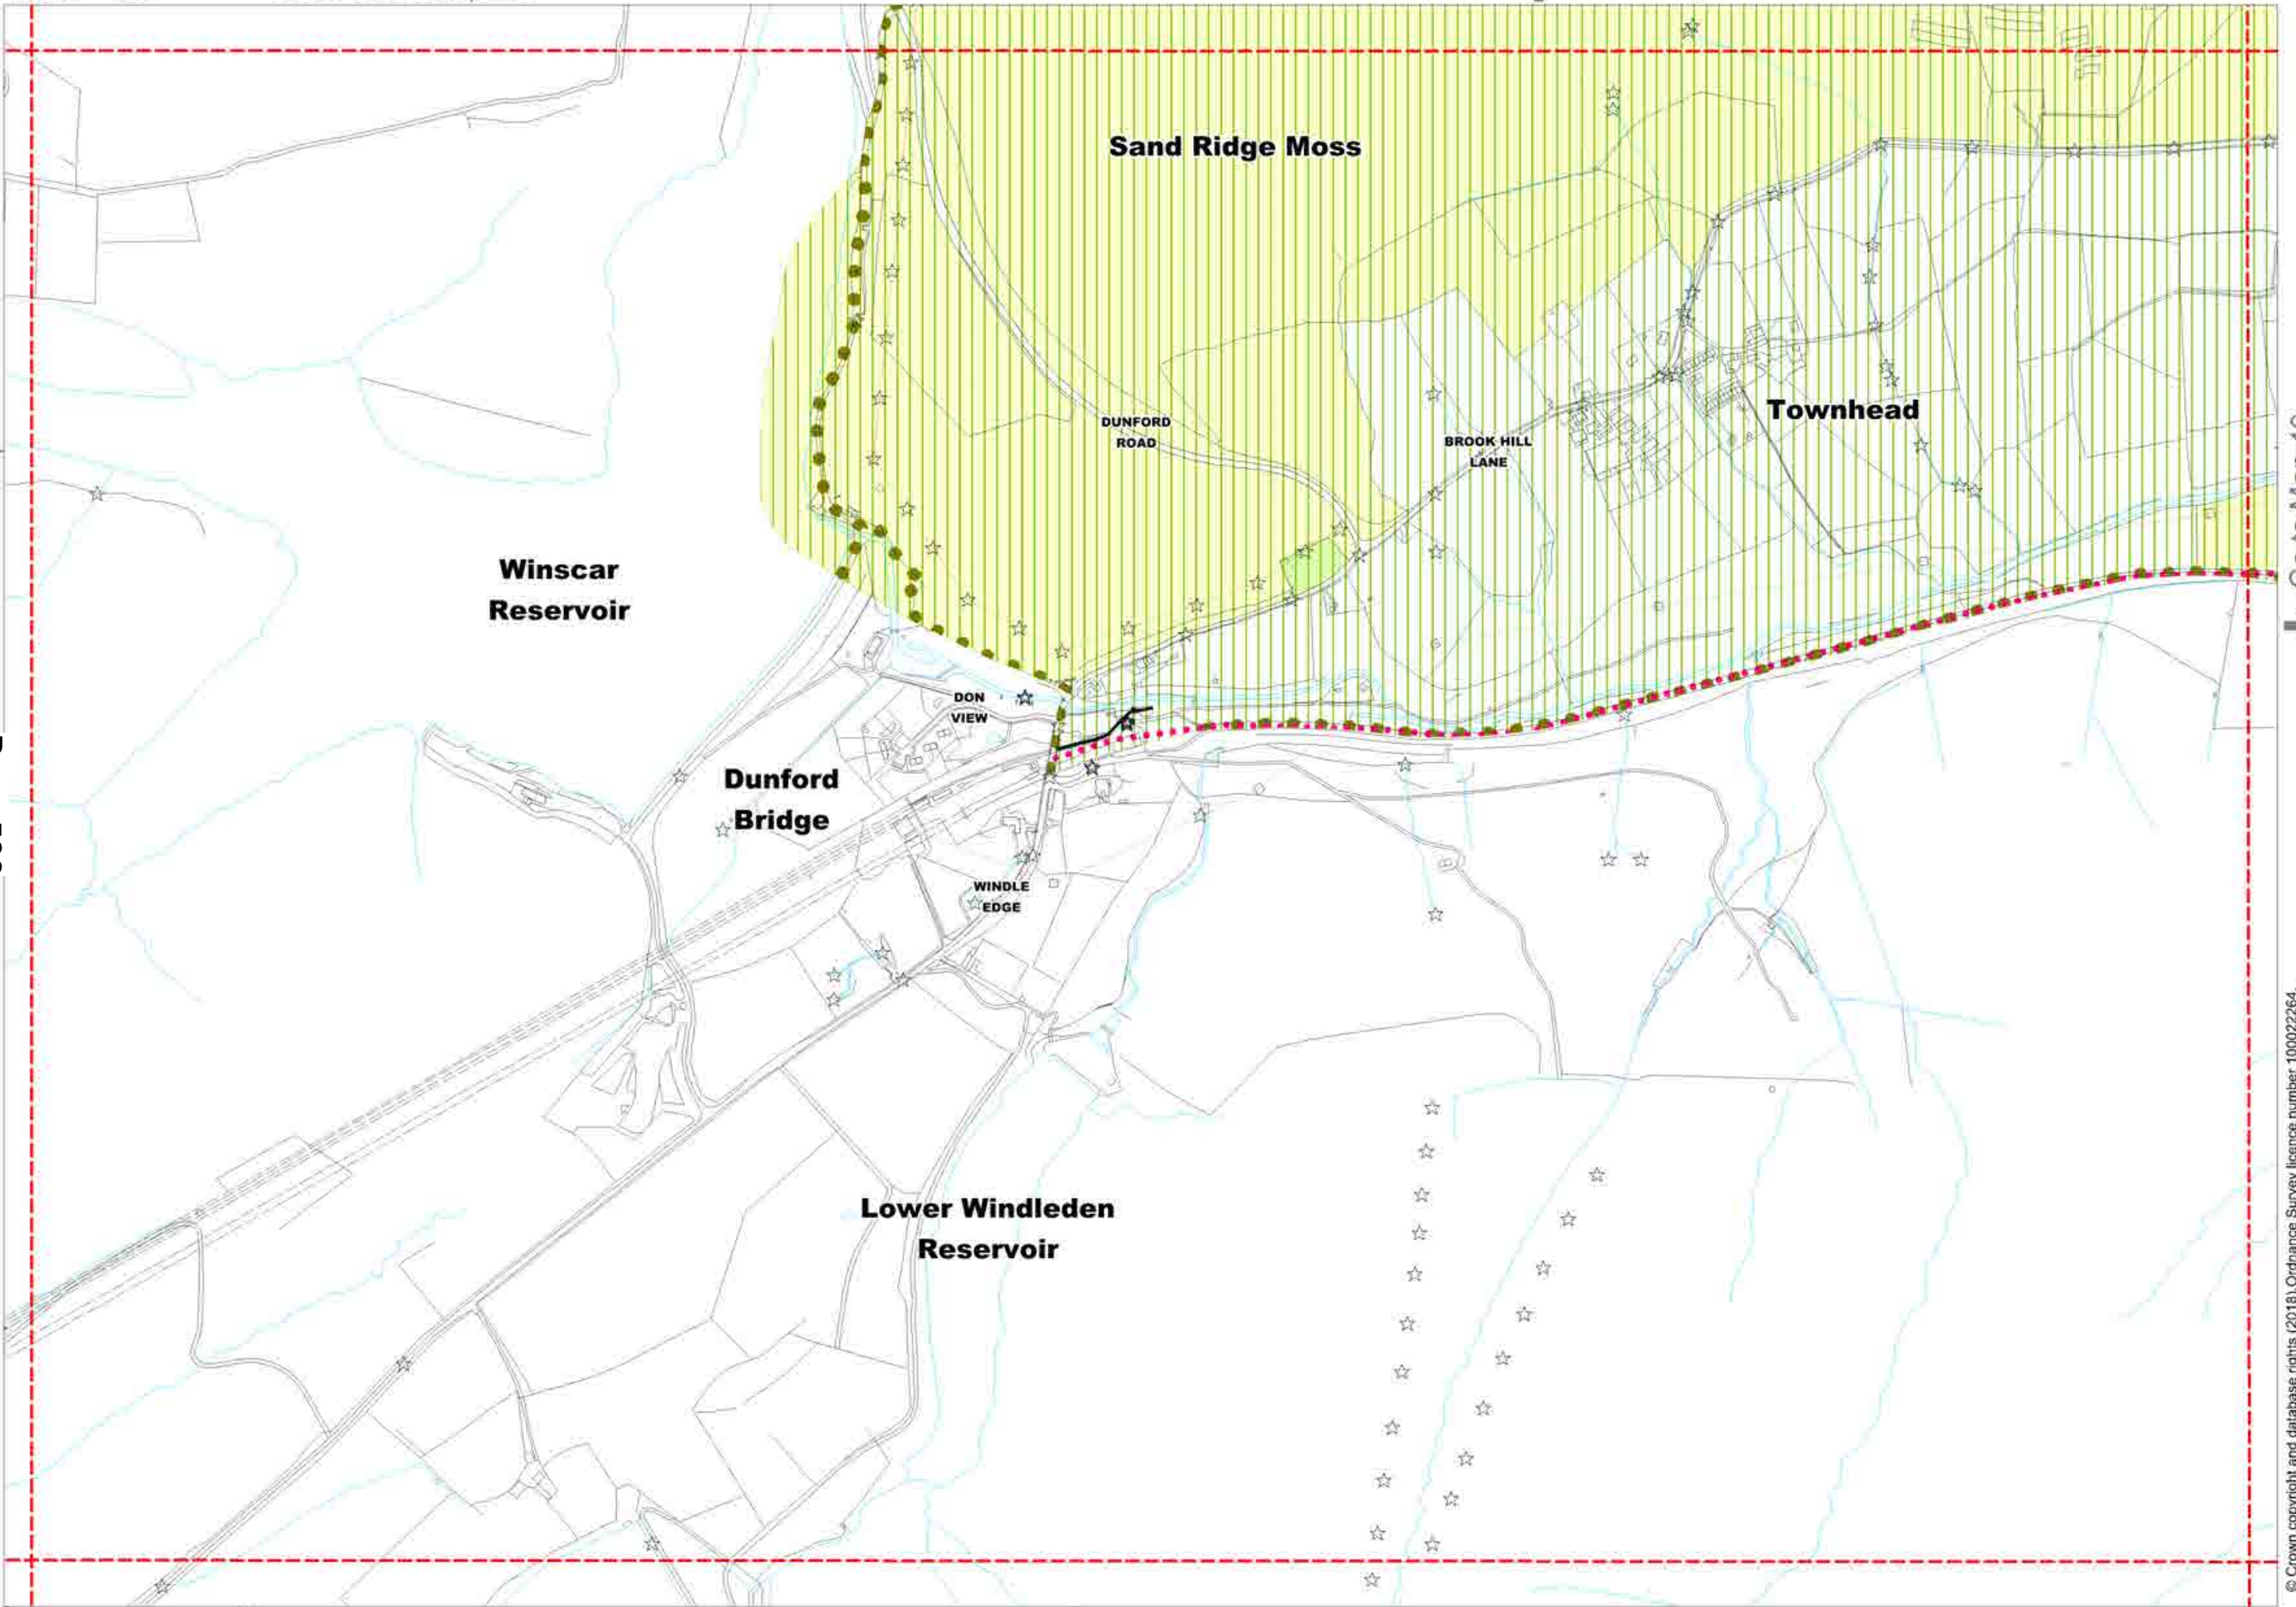 Sand Ridge Moss
DUNFORD
ROAD
BROOK HILL
LANE
Townhead
Winscar
Reservoir
DON
VIEW
Dunford
Bridge
WINDLE
EDGE
Lower Windleden
Reservoir
© Crown copyright and database rights (2018) Ordnance Survey licence number 100022264.